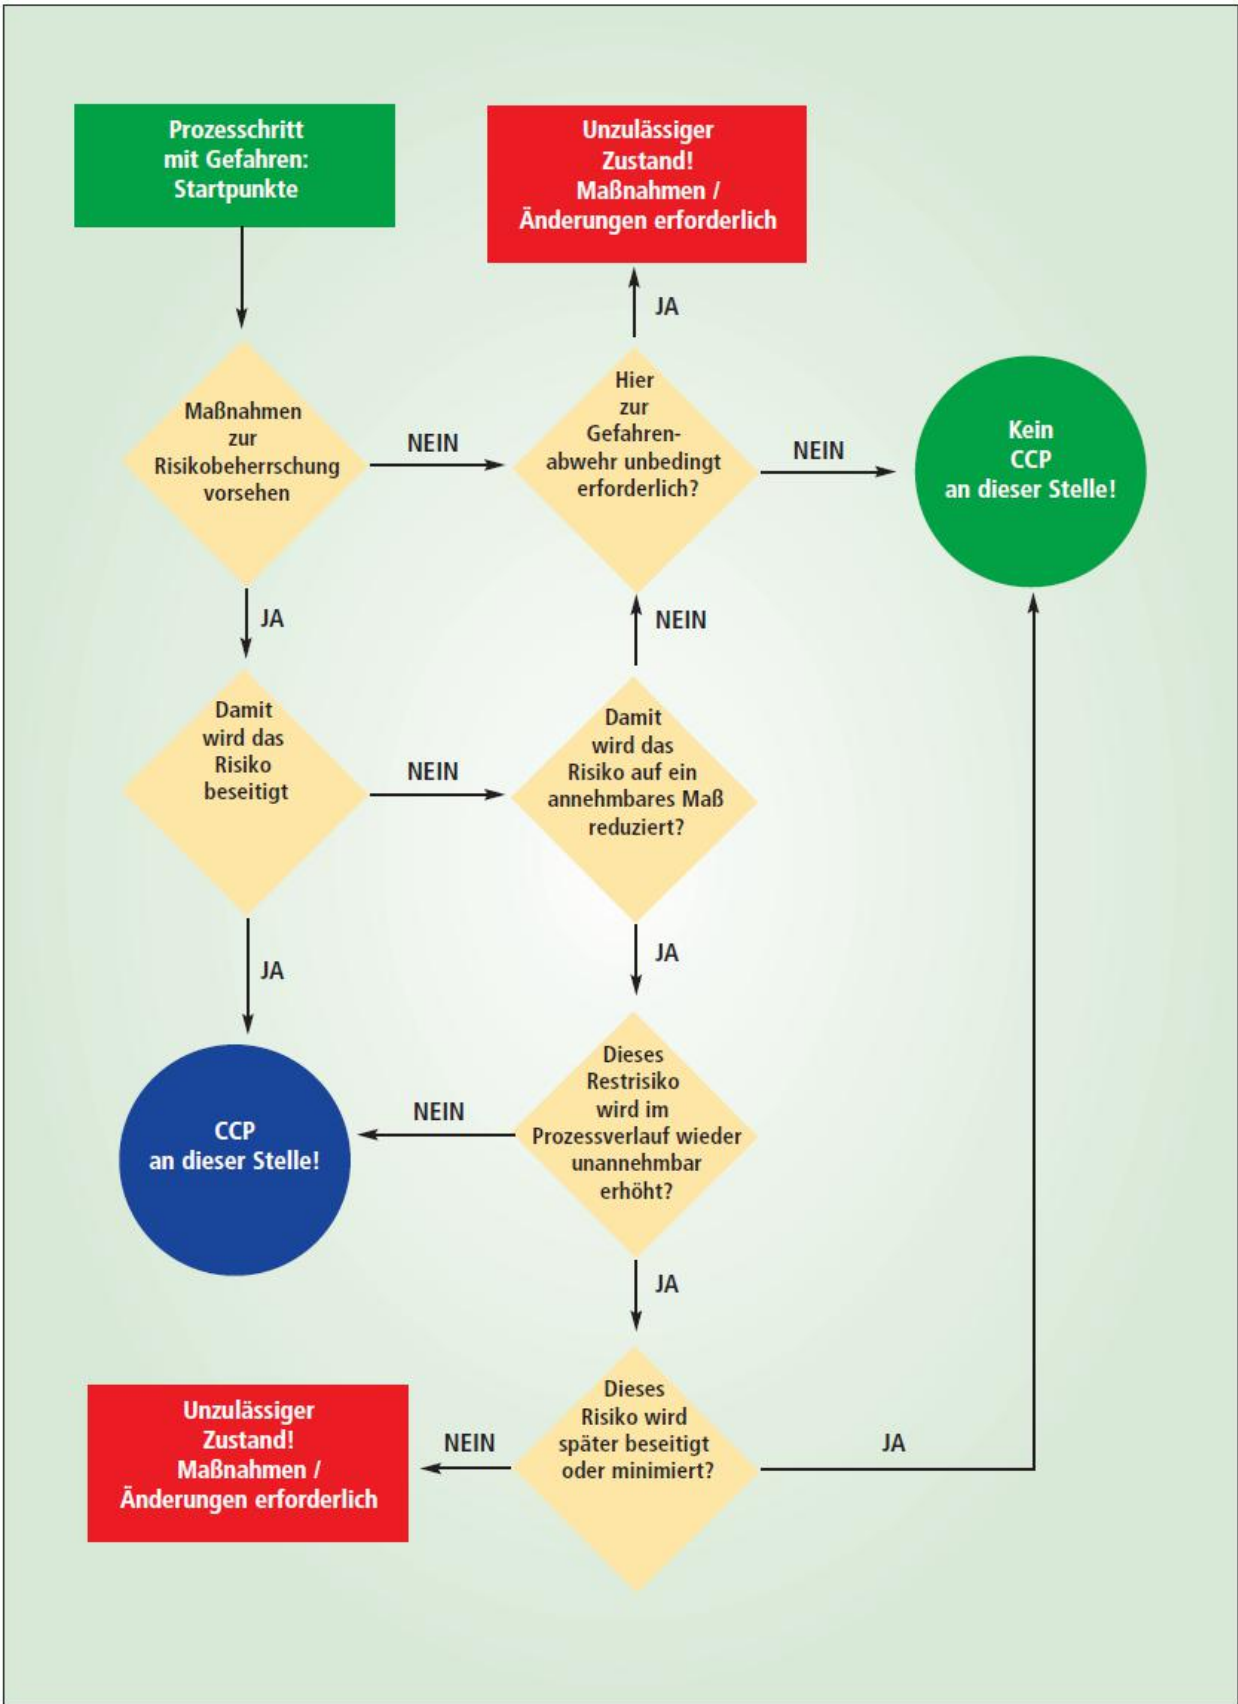 Prozesschritt
mit Gefahren:
Startpunkte
Unzulässiger
Zustand!
Maßnahmen /
Änderungen erforderlich
JA
Maßnahmen
zur
Risikobeherrschung
vorsehen
NEIN
Hier
zur
Gefahren-
abwehr unbedingt
erforderlich?
NEIN
Kein
CCP
an dieser Stelle!
JA
NEIN
Damit
wird das
Risiko
beseitigt
NEIN
Damit
wird das
Risiko auf ein
annehmbares Maß
reduziert?
JA
JA
CCP
an dieser Stelle!
NEIN
Dieses
Restrisiko
wird im
Prozessverlauf wieder
unannehmbar
erhöht?
JA
Unzulässiger
Zustand!
Maßnahmen /
Änderungen erforderlich
NEIN
Dieses
Risiko wird
später beseitigt
oder minimiert?
JA